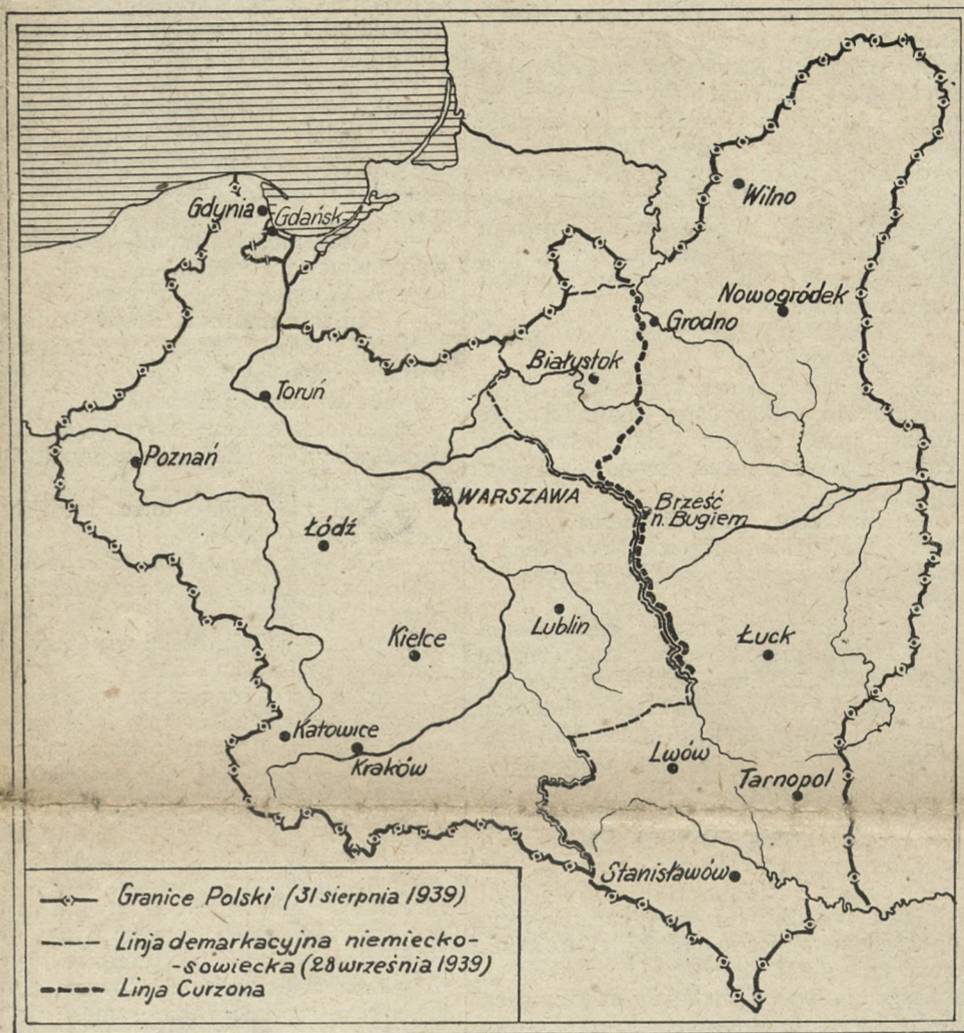 Wilno
Gdynia
Gdańsk
Nowogródek
Grodno
Białystok
Toruń
Poznań
WARSZAWA
Brześć
n. Bugiem
Łódź
Lublin
Kielce
Łuck
Katowice
Kraków
Lwów
Tarnopol
Stanisławów
Granice Polski (31 sierpnia 1939)
Linja demarkacyjna niemiecko-
-sowiecka (28 września 1939)
Linja Curzona